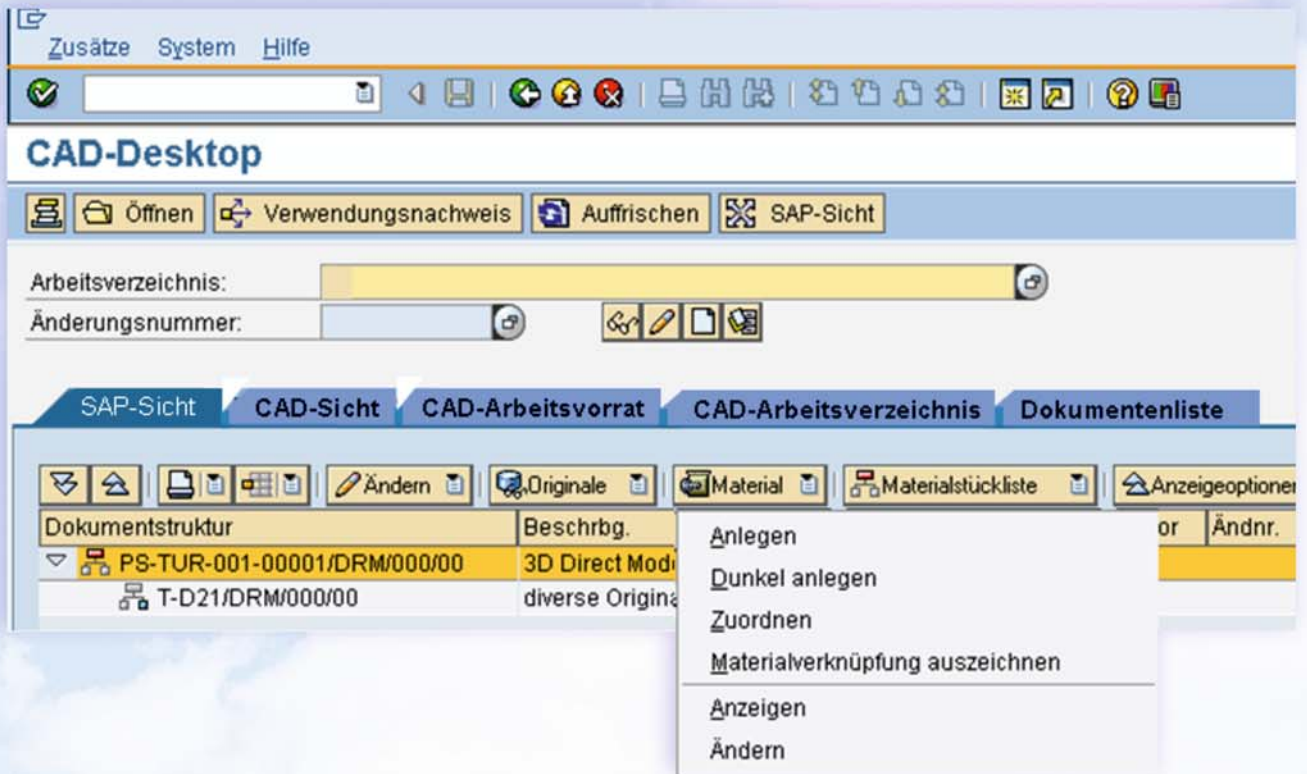 Zusätze System Hilfe
CAD-Desktop
Öffnen Verwendungsnachweis Auffrischen SAP-Sicht
Arbeitsverzeichnis:
Änderungsnummer:
SAP-Sicht CAD-Sicht CAD-Arbeitsvorrat CAD-Arbeitsverzeichnis Dokumentenliste
Ändern Originale Material Materialstückliste Anzeigeoptionen
Dokumentstruktur Beschrbg. or Ändnr.
PS-TUR-001-00001/DRM/000/00 3D Direct Mod
T-D21/DRM/000/00 diverse Origina
Anlegen
Dunkel anlegen
Zuordnen
Materialverknüpfung auszeichnen
Anzeigen
Ändern